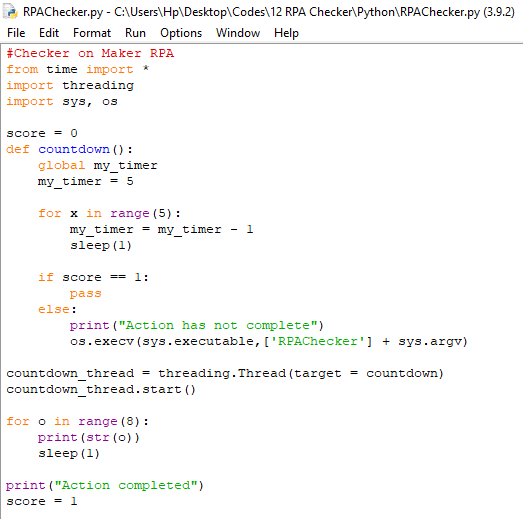 RPAChecker.py - C:\Users\Hp\Desktop\Codes\12 RPA Checker\Python\RPAChecker.py (3.9.2)
File Edit Format Run Options Window Help
#Checker on Maker RPA
from time import *
import threading
import sys, os

score = 0
def countdown():
    global my_timer
    my_timer = 5

    for x in range(5):
        my_timer = my_timer - 1
        sleep(1)

    if score == 1:
        pass
    else:
        print("Action has not complete")
        os.execv(sys.executable,['RPAChecker'] + sys.argv)

countdown_thread = threading.Thread(target = countdown)
countdown_thread.start()

for o in range(8):
    print(str(o))
    sleep(1)

print("Action completed")
score = 1